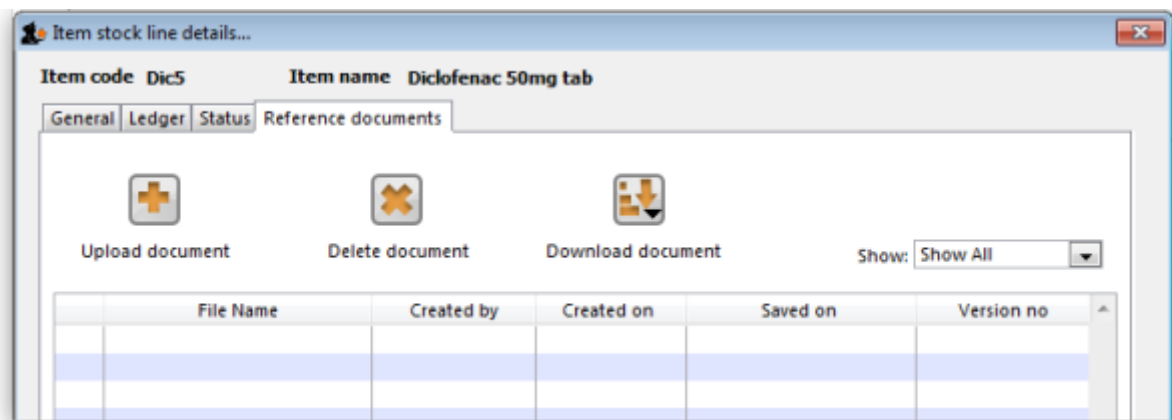 Item stock line details...
Item code Dic5 Item name Diclofenac 50mg tab
General Ledger Status Reference documents
Upload document Delete document Download document Show: Show All
File Name Created by Created on Saved on Version no